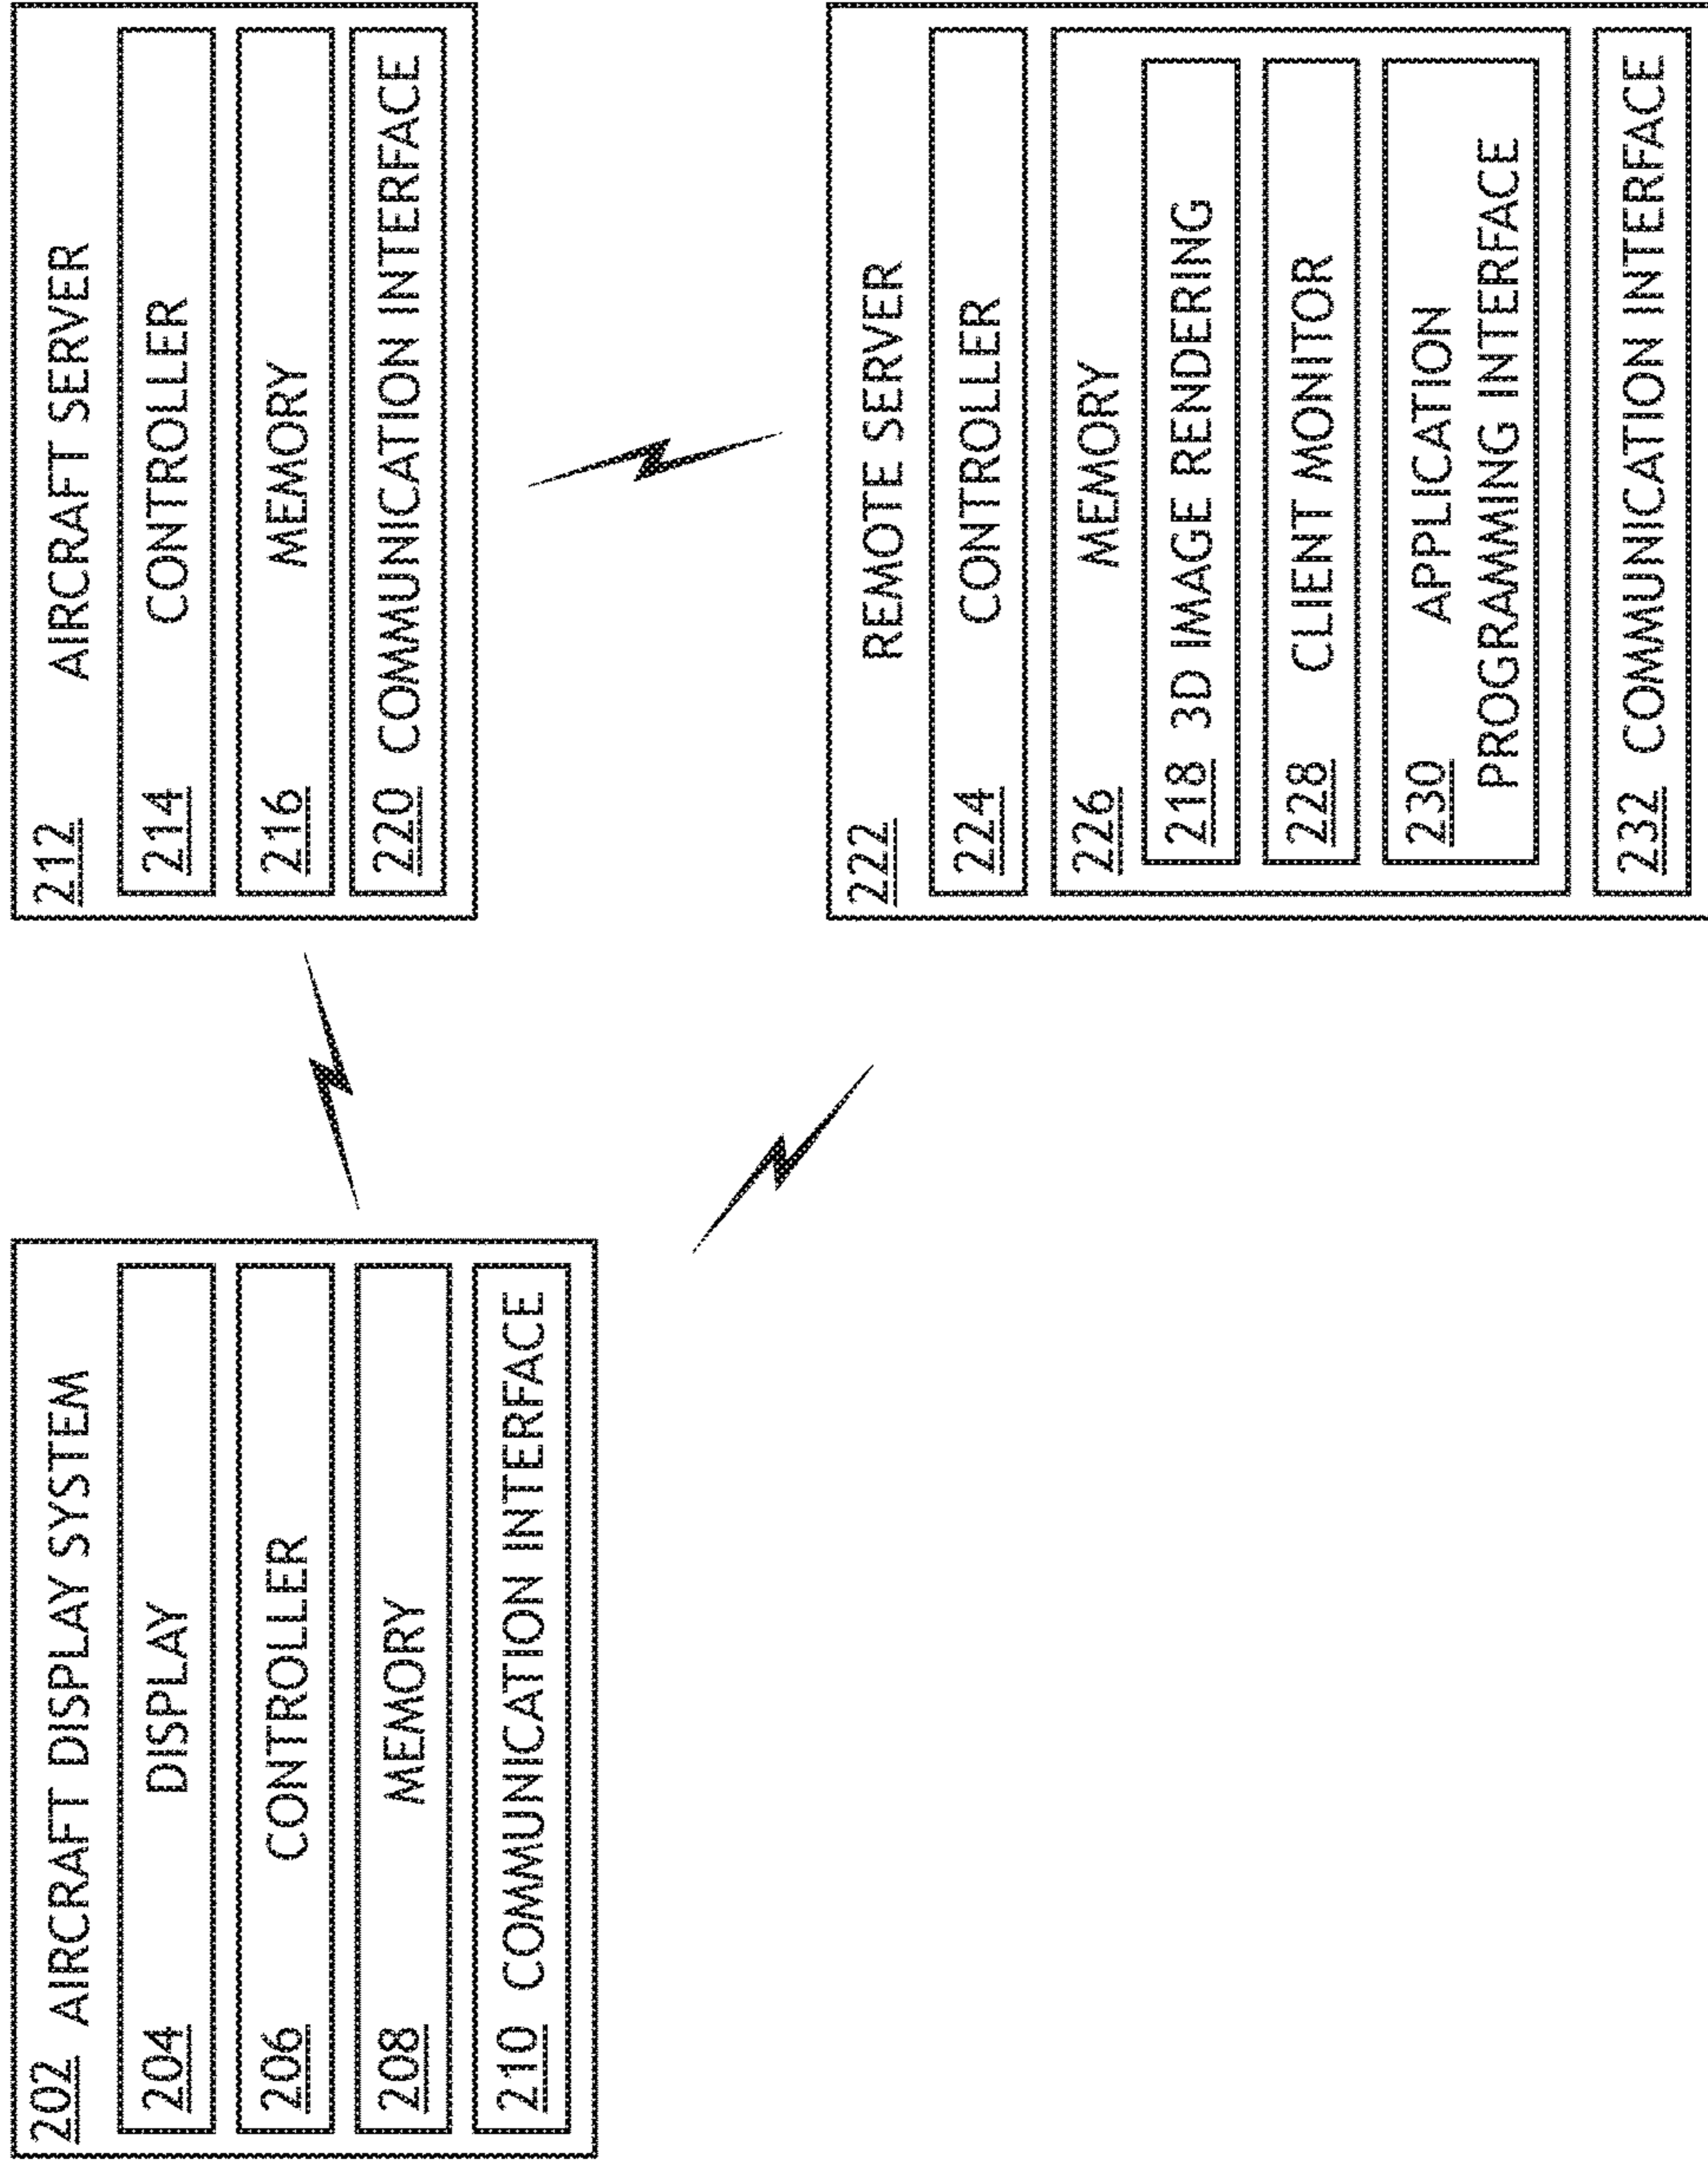 202 AIRCRAFT DISPLAY SYSTEM
204 DISPLAY
206 CONTROLLER
208 MEMORY
210 COMMUNICATION INTERFACE
212 AIRCRAFT SERVER
214 CONTROLLER
216 MEMORY
220 COMMUNICATION INTERFACE
222 REMOTE SERVER
224 CONTROLLER
226 MEMORY
218 3D IMAGE RENDERING
228 CLIENT MONITOR
230 APPLICATION
PROGRAMMING INTERFACE
232 COMMUNICATION INTERFACE